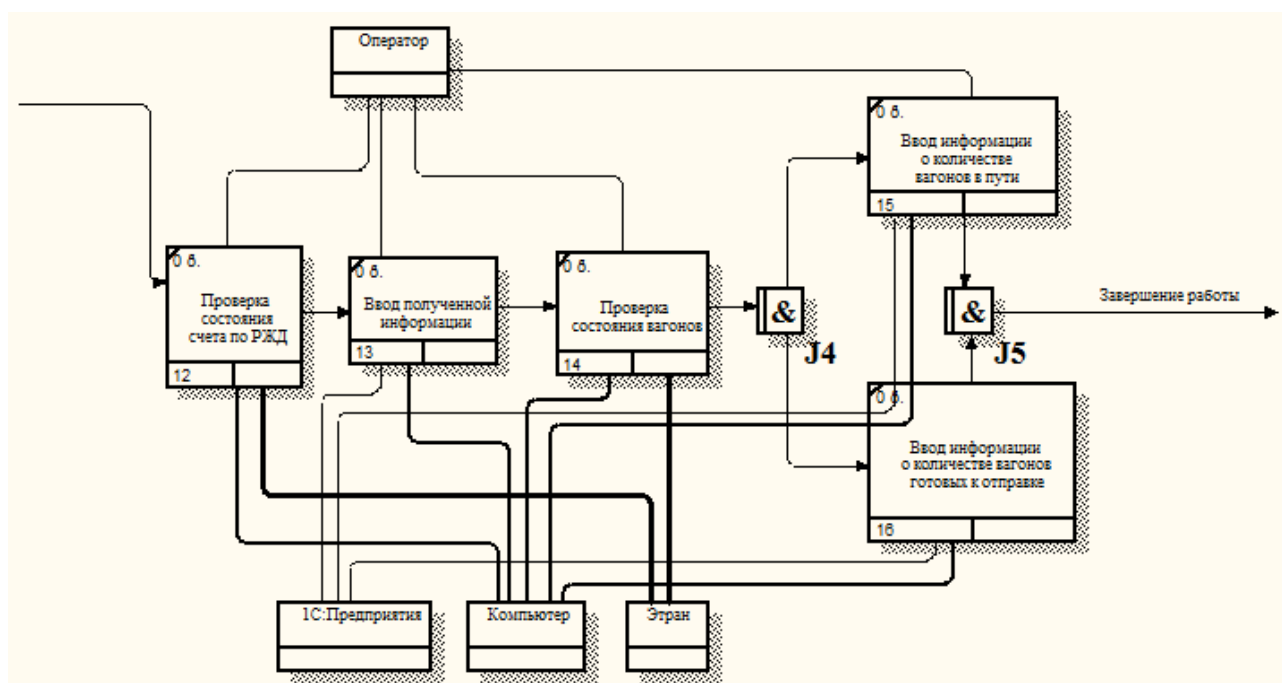 Оператор
0 в.
Ввод информации
о количестве
вагонов в пути
15
0 в.
Проверка
состояния
счета по РЖД
12
0 в.
Ввод полученной
информации
13
0 в.
Проверка
состояния вагонов
14
&
J4
&
J5
Завершение работы
0 в.
Ввод информации
о количестве вагонов
готовых к отправке
16
1С:Предприятия
Компьютер
Этран